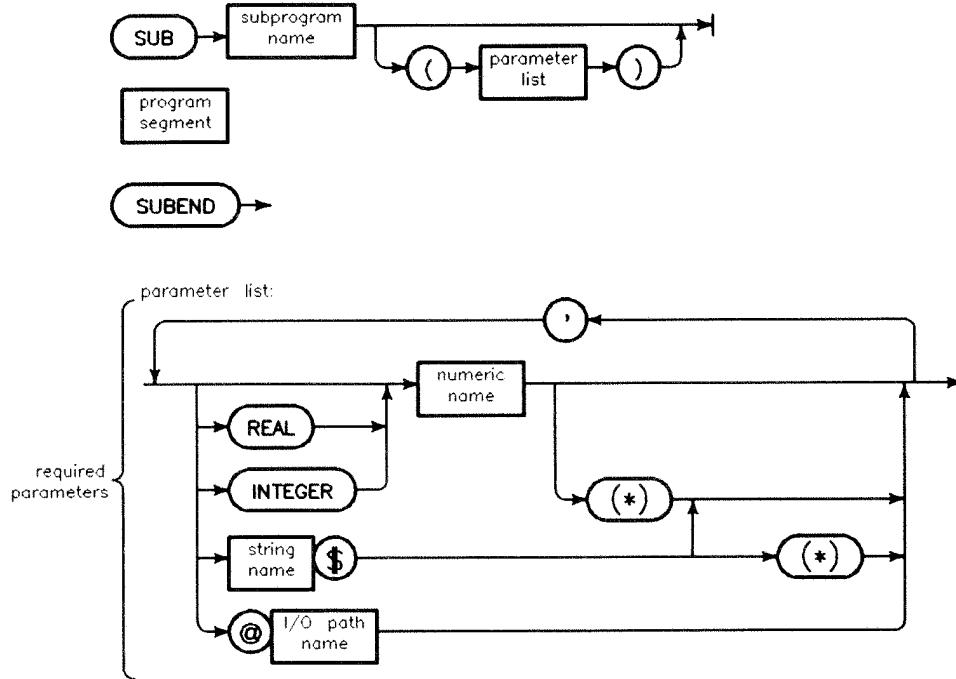 SUB
subprogram
name
(
parameter
list
)
program
segment
SUBEND
parameter list:
,
numeric
name
REAL
INTEGER
required
parameters
(*)
string
name
$
(*)
@
I/O path
name